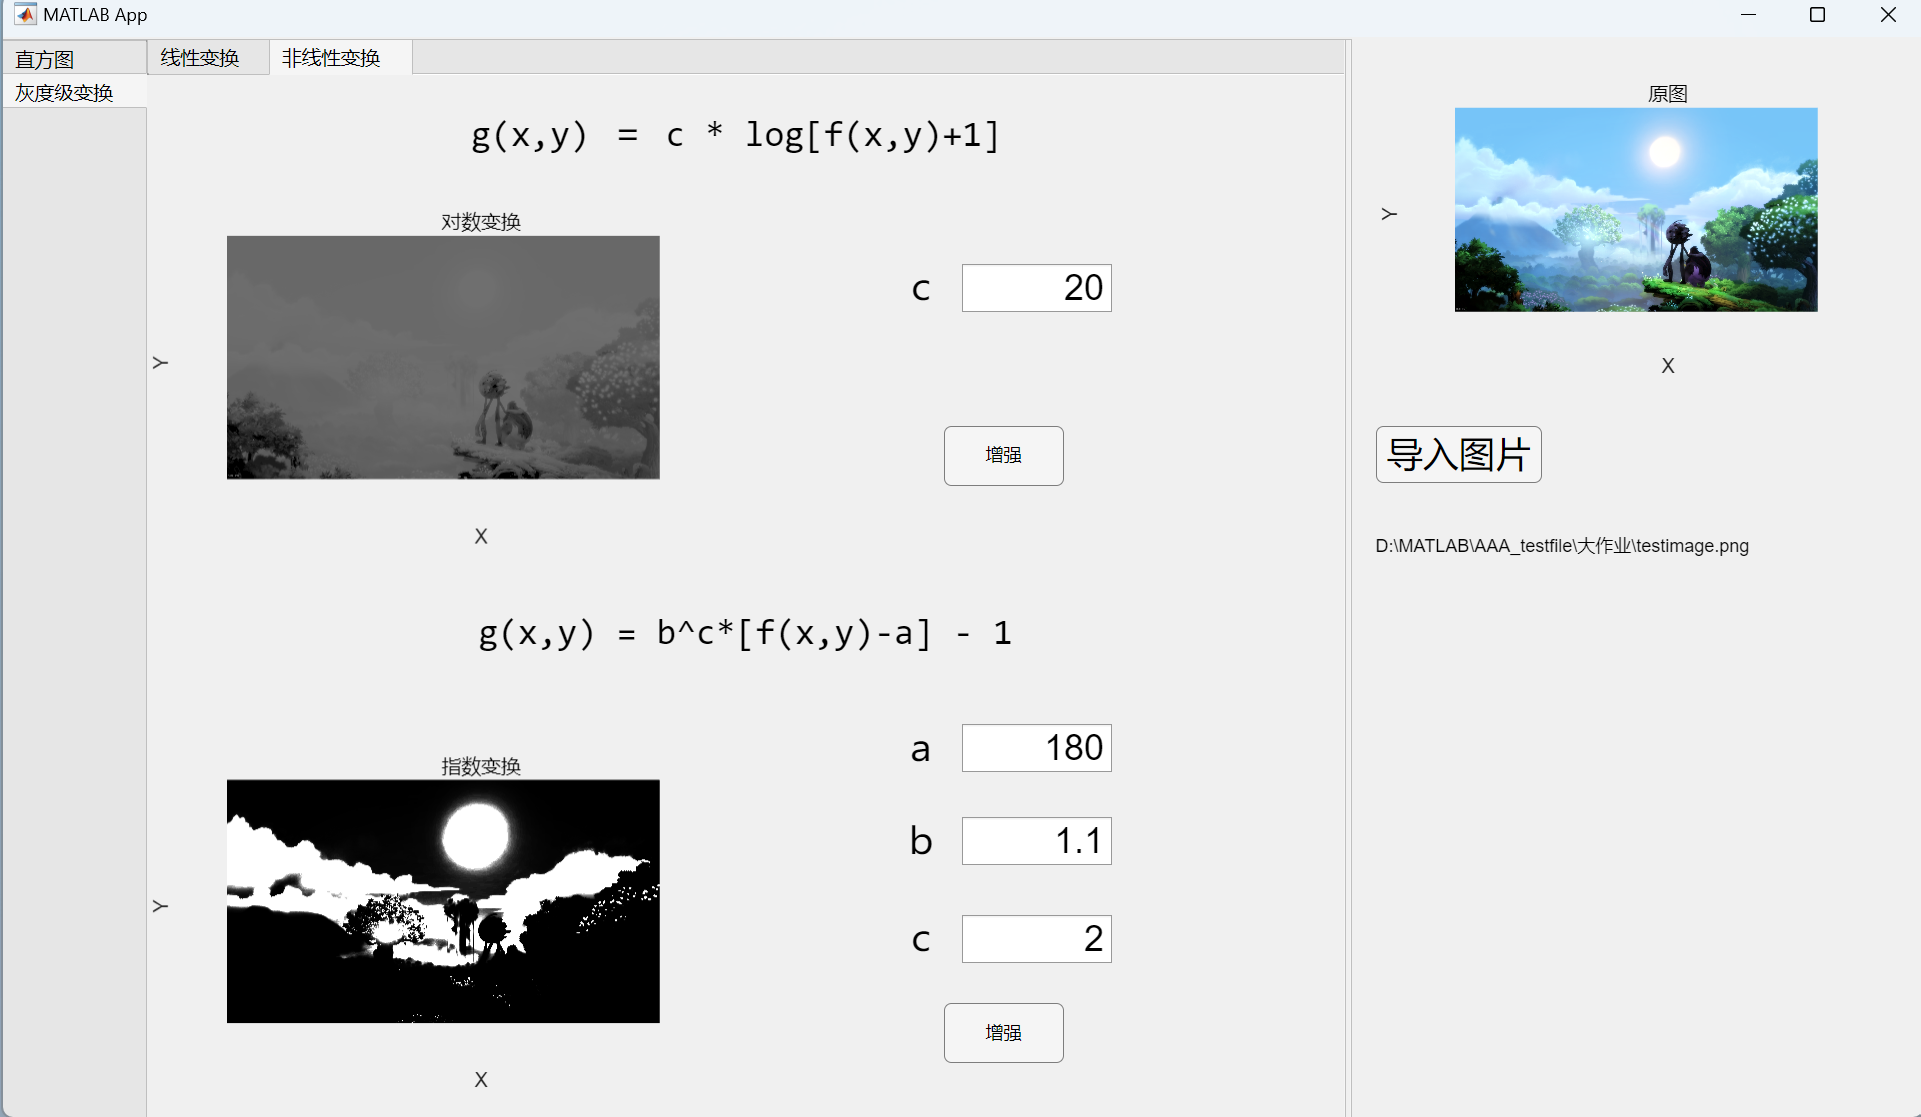 MATLAB App
直方图
灰度级变换
线性变换
非线性变换
g(x,y) = c * log[f(x,y)+1]
对数变换
Y
X
c
20
增强
g(x,y) = b^c*[f(x,y)-a] - 1
指数变换
Y
X
a
180
b
1.1
c
2
增强
原图
Y
X
导入图片
D:\MATLAB\AAA_testfile\大作业\testimage.png